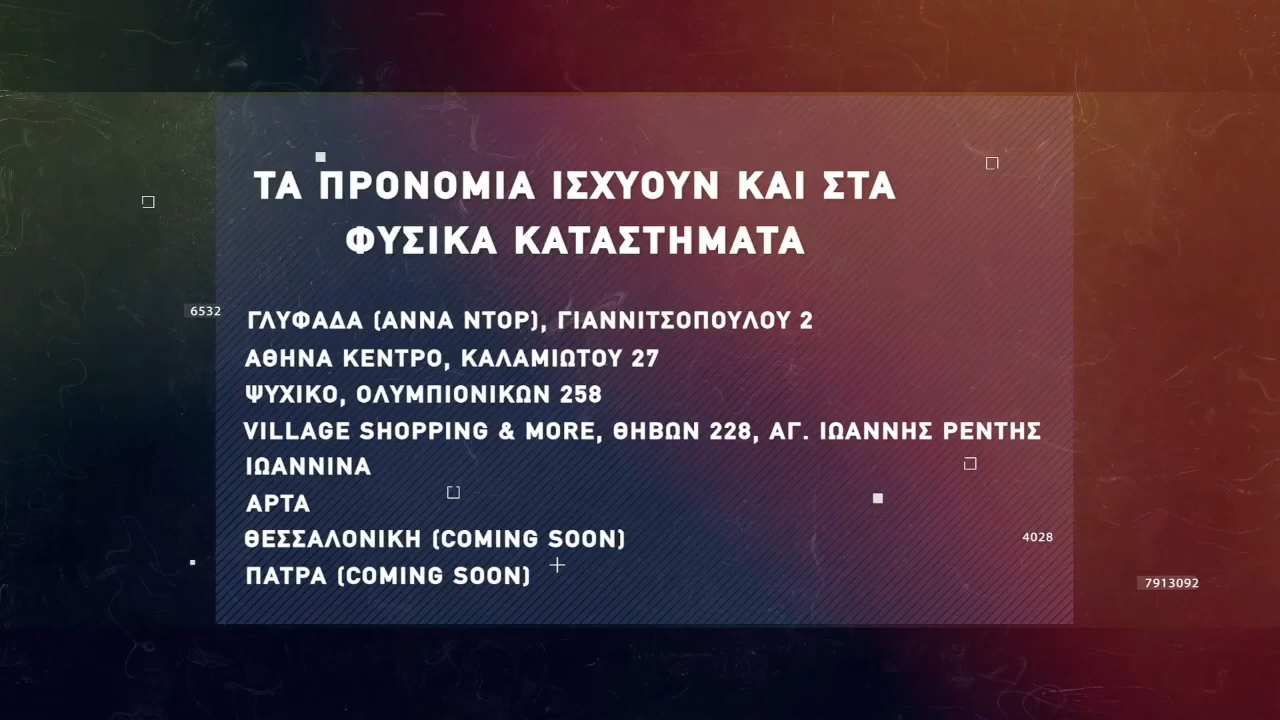 ΤΑ ΠΡΟΝΟΜΙΑ ΙΣΧΥΟΥΝ ΚΑΙ ΣΤΑ
ΦΥΣΙΚΑ ΚΑΤΑΣΤΗΜΑΤΑ
6532
ΓΛΥΦΑΔΑ (ΑΝΝΑ ΝΤΟΡ), ΓΙΑΝΝΙΤΣΟΠΟΥΛΟΥ 2
ΑΘΗΝΑ ΚΕΝΤΡΟ, ΚΑΛΑΜΙΩΤΟΥ 27
ΨΥΧΙΚΟ, ΟΛΥΜΠΙΟΝΙΚΩΝ 258
VILLAGE SHOPPING & MORE, ΘΗΒΩΝ 228, ΑΓ. ΙΩΑΝΝΗΣ ΡΕΝΤΗΣ
ΙΩΑΝΝΙΝΑ
ΑΡΤΑ
ΘΕΣΣΑΛΟΝΙΚΗ (COMING SOON)
4028
ΠΑΤΡΑ (COMING SOON)
7913092